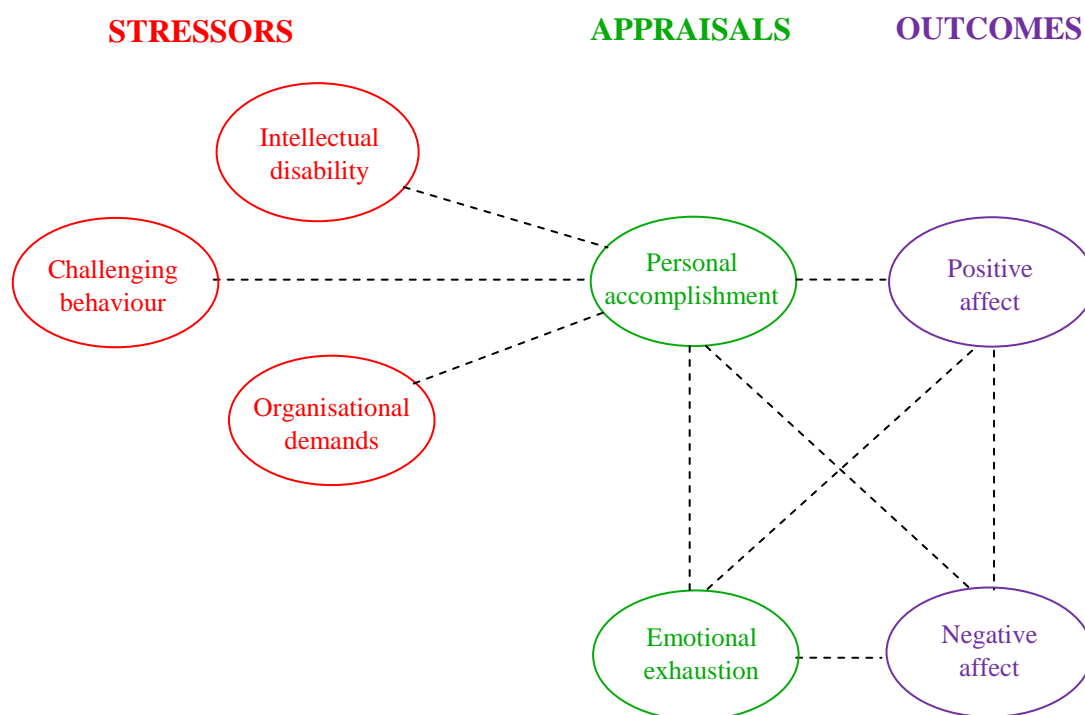 STRESSORS
APPRAISALS
OUTCOMES
Intellectual
disability
Challenging
behaviour
Organisational
demands
Personal
accomplishment
Emotional
exhaustion
Positive
affect
Negative
affect